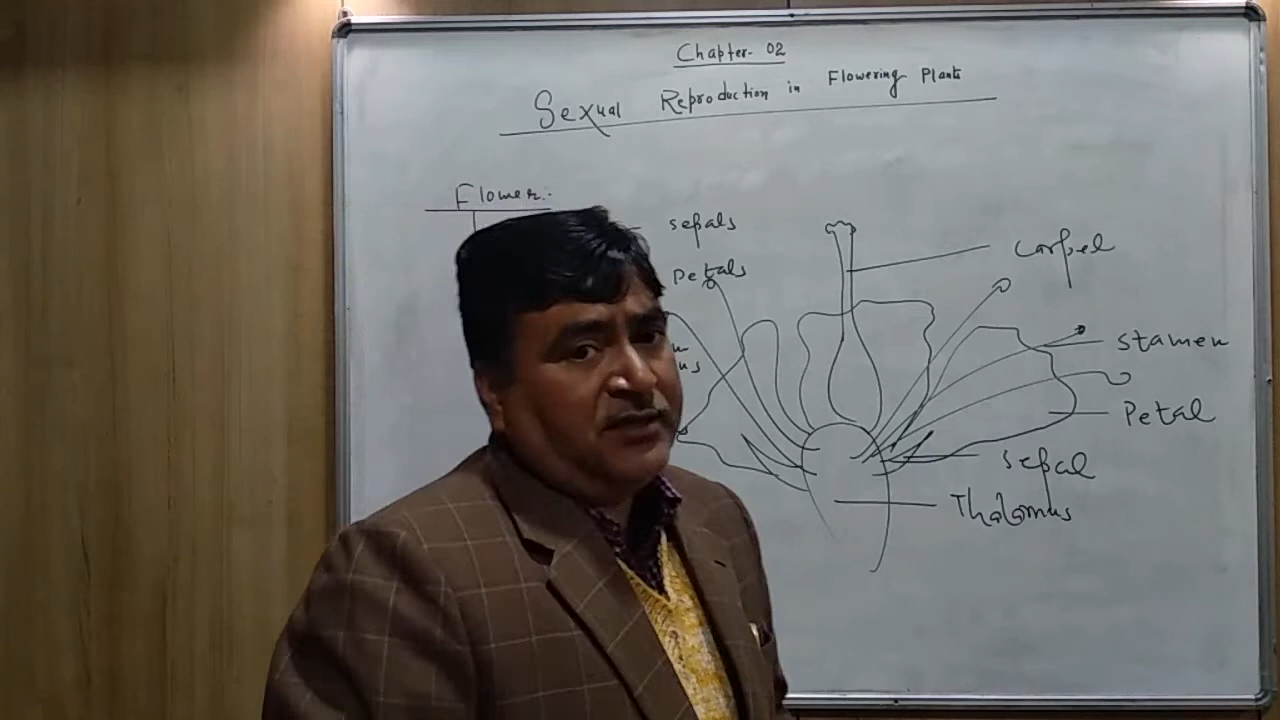 Chapter- 02
Sexual Reproduction in Flowering Plants
Flower:-
sepals
Petals
carpel
stamen
Petal
sepal
Thalamus